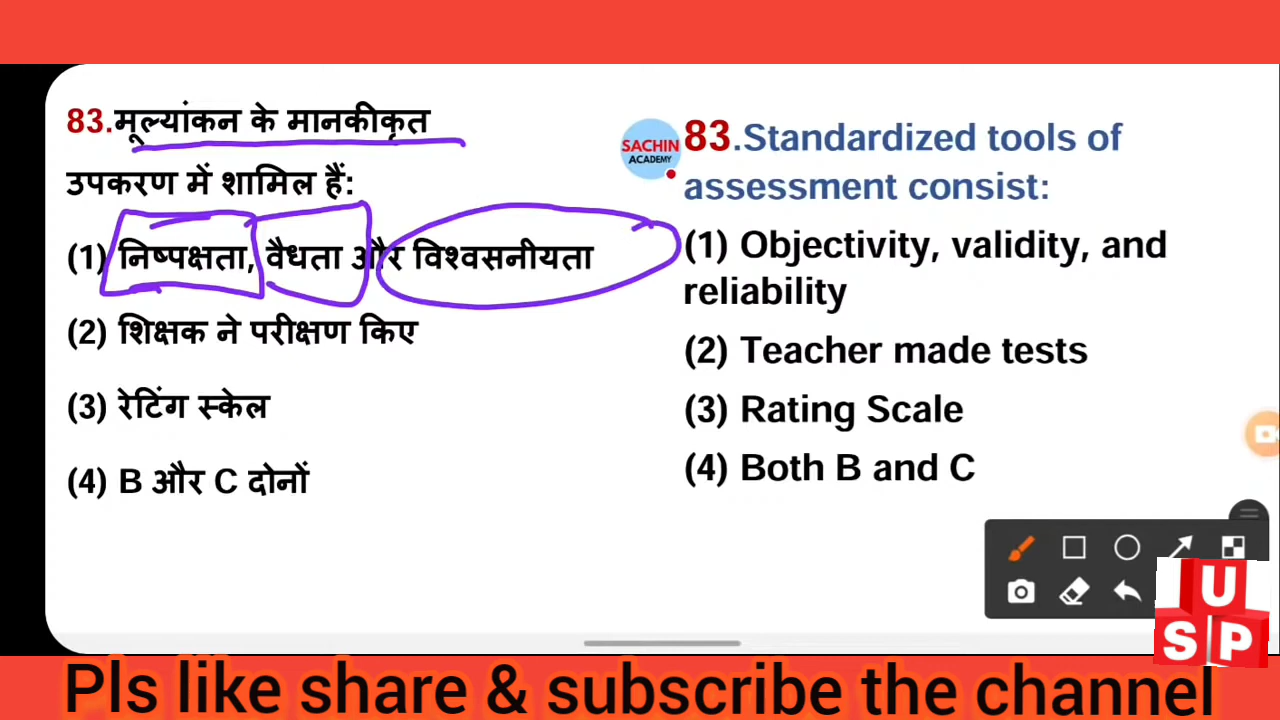 83.मूल्यांकन के मानकीकृत
उपकरण में शामिल हैं:
(1) निष्पक्षता, वैधता और विश्वसनीयता
(2) शिक्षक ने परीक्षण किए
(3) रेटिंग स्केल
(4) B और C दोनों
SACHIN
ACADEMY
83.Standardized tools of
assessment consist:
(1) Objectivity, validity, and
reliability
(2) Teacher made tests
(3) Rating Scale
(4) Both B and C
U
S P
Pls like share & subscribe the channel